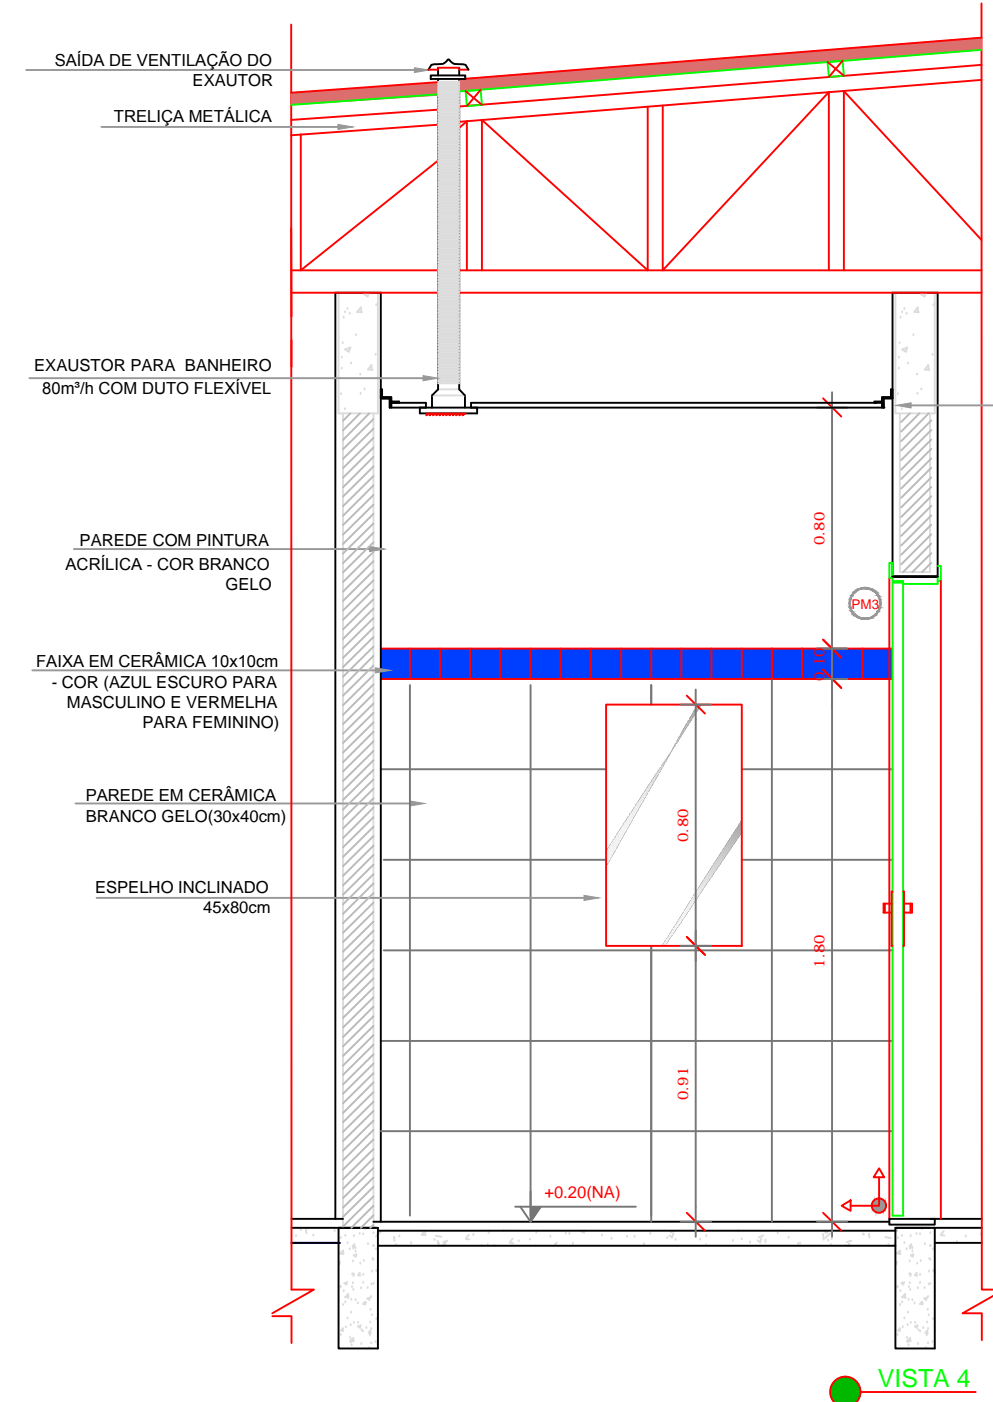 SAÍDA DE VENTILAÇÃO DO
EXAUTOR
TRELIÇA METÁLICA
EXAUSTOR PARA BANHEIRO
80m³/h COM DUTO FLEXÍVEL
0.80
PAREDE COM PINTURA
ACRÍLICA - COR BRANCO
GELO
PM3
FAIXA EM CERÂMICA 10x10cm
- COR (AZUL ESCURO PARA
MASCULINO E VERMELHA
PARA FEMININO)
0.10
PAREDE EM CERÂMICA
BRANCO GELO(30x40cm)
0.80
ESPELHO INCLINADO
45x80cm
1.80
0.91
+0.20(NA)
VISTA 4